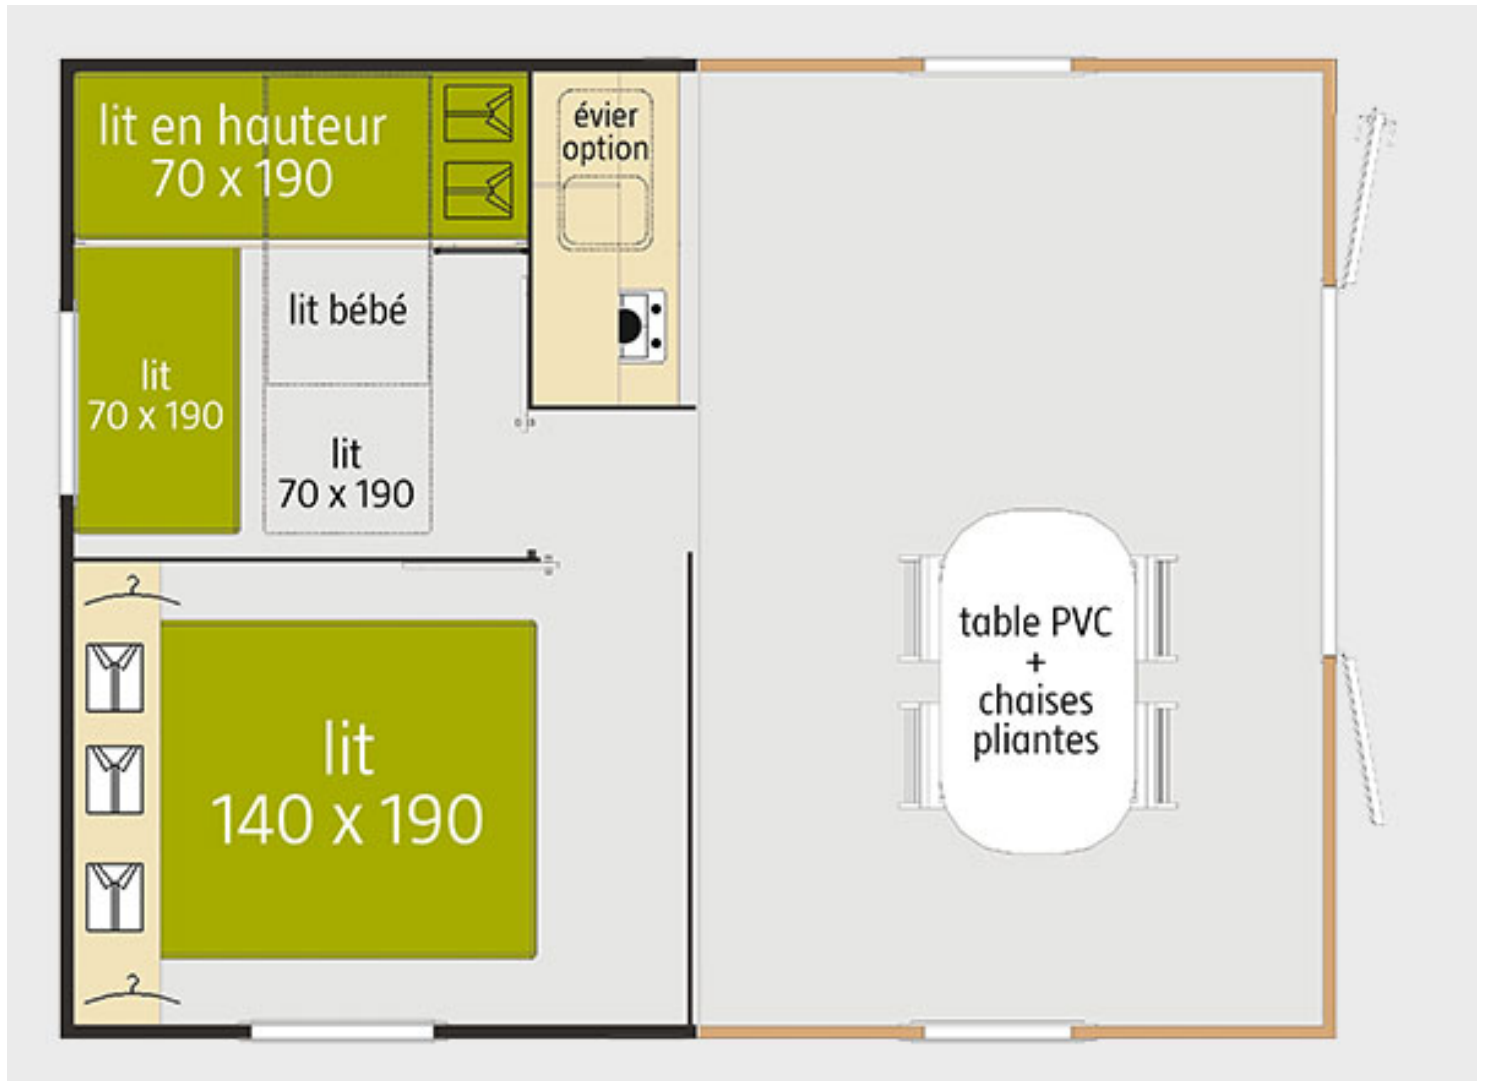 lit en hauteur
70 x 190
évier
option
lit bébé
lit
70 x 190
lit
70 x 190
lit
140 x 190
table PVC
+
chaises
pliantes